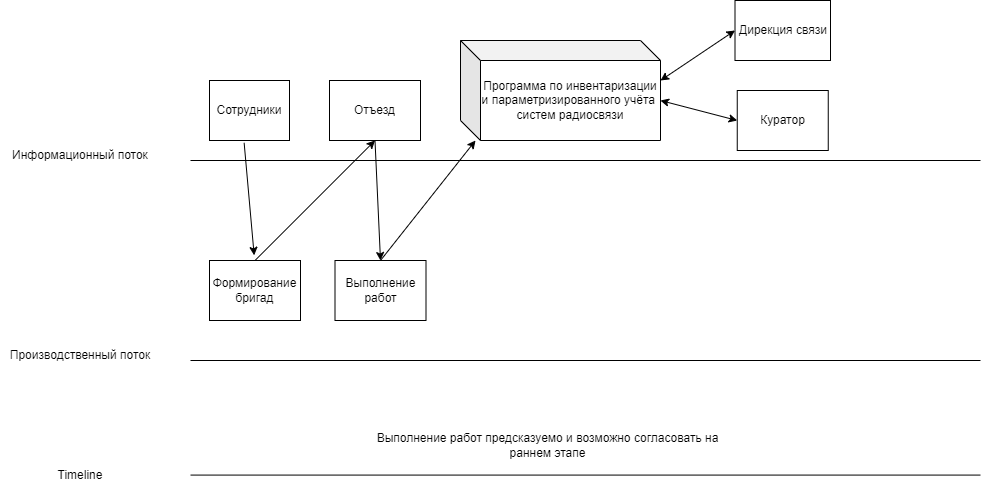 Дирекция связи
Программа по инвентаризации
и параметризированного учёта
систем радиосвязи
Сотрудники
Отъезд
Куратор
Информационный поток
Формирование
бригад
Выполнение
работ
Производственный поток
Выполнение работ предсказуемо и возможно согласовать на
раннем этапе
Timeline